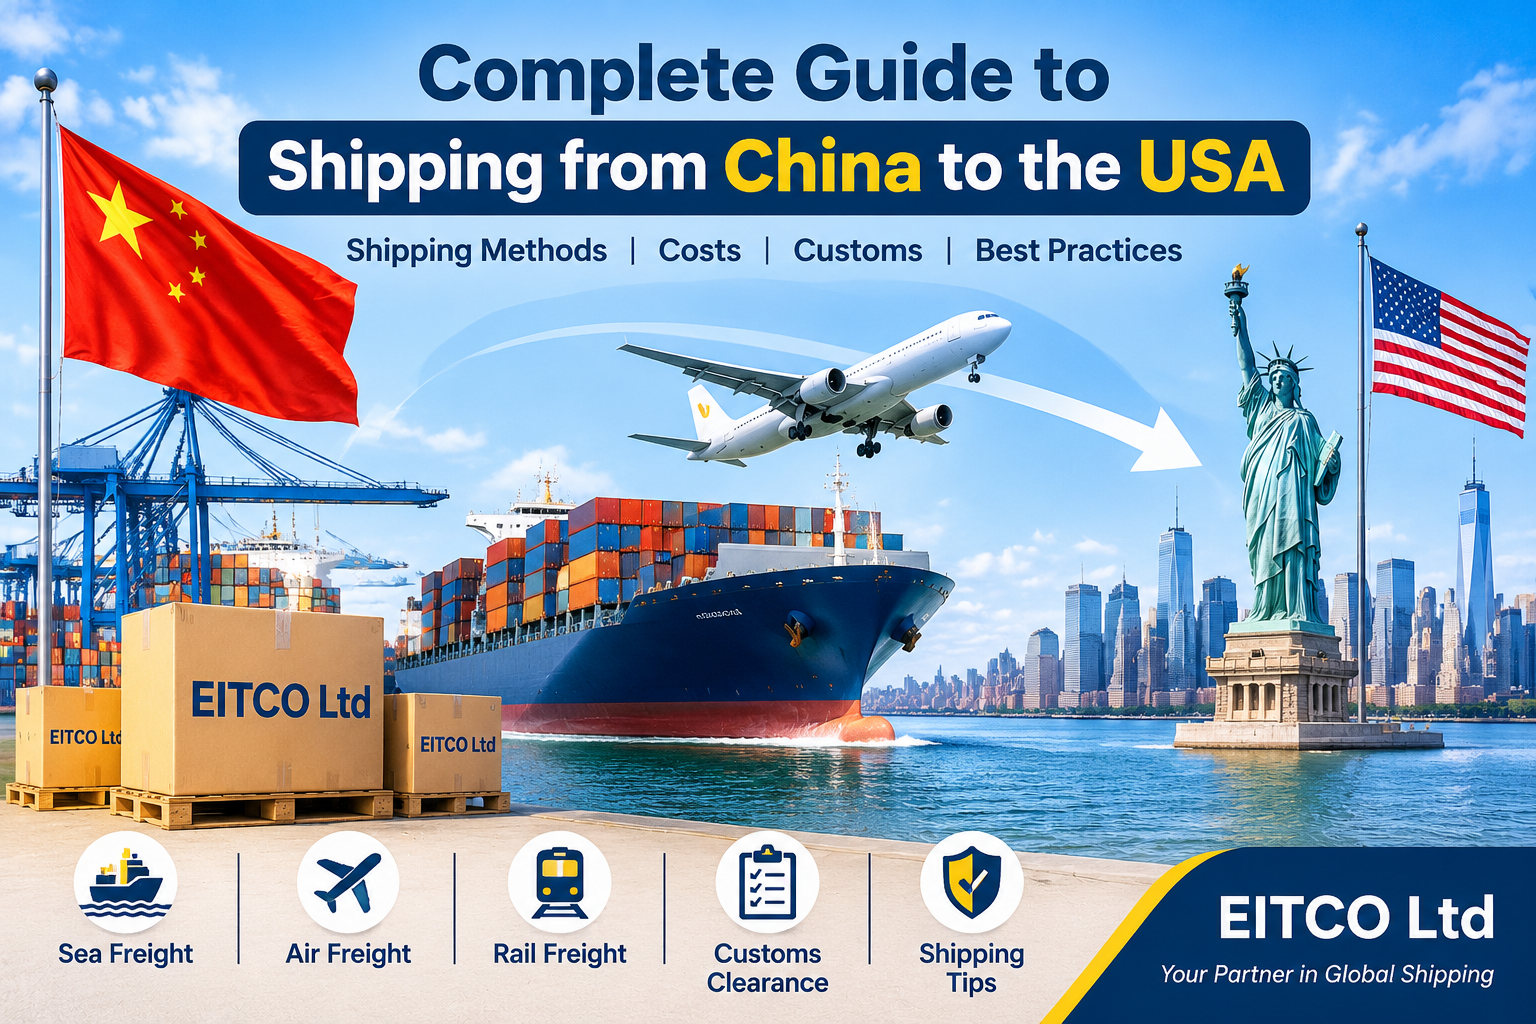 Complete Guide to
Shipping from China to the USA
Shipping Methods | Costs | Customs | Best Practices
EITCO Ltd
EITCO Ltd
EITCO Ltd
Sea Freight
Air Freight
Rail Freight
Customs
Clearance
Shipping
Tips
EITCO Ltd
Your Partner in Global Shipping